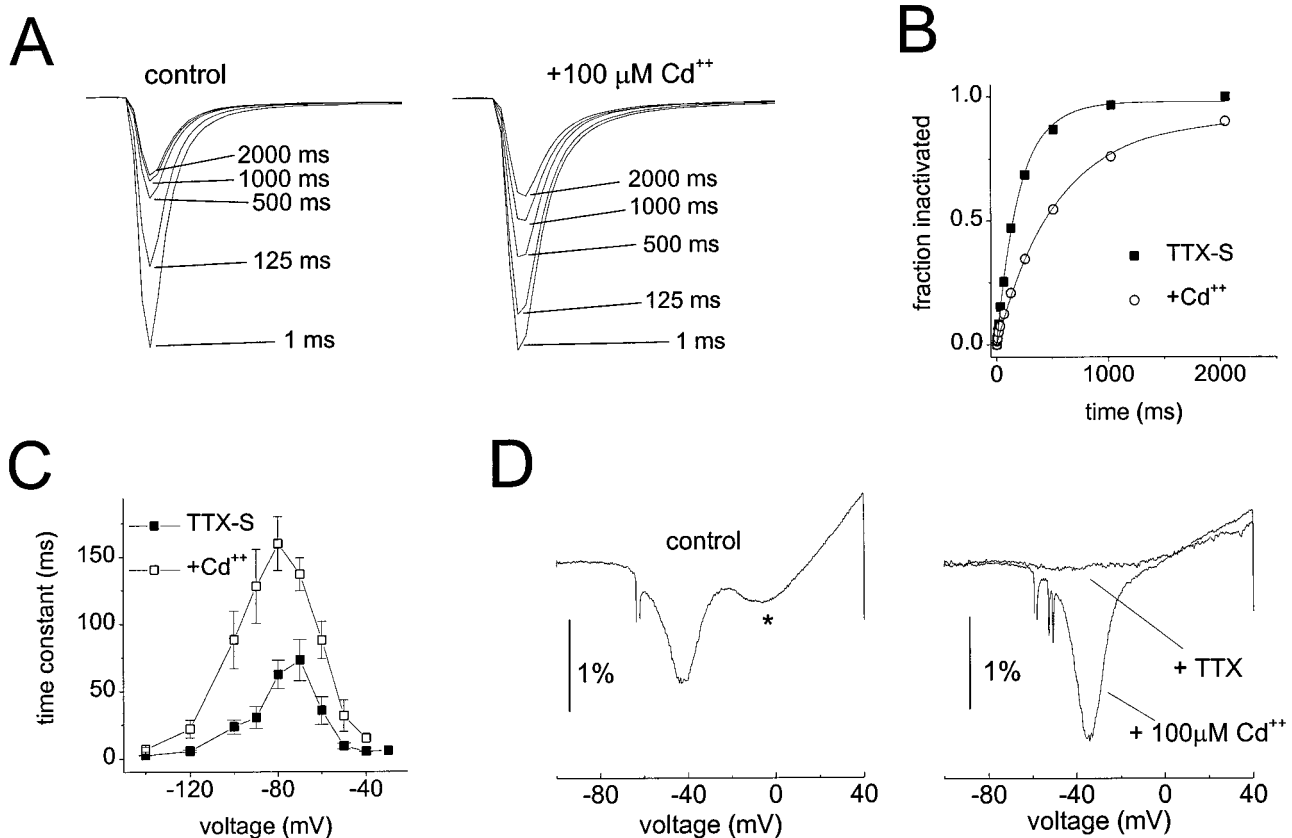 A
control
2000 ms
1000 ms
500 ms
125 ms
1 ms
+100 μM Cd++
2000 ms
1000 ms
500 ms
125 ms
1 ms
B
fraction inactivated
1.0
0.5
0.0
TTX-S
+Cd++
0 1000 2000
time (ms)
C
time constant (ms)
TTX-S
+Cd++
150
100
50
0
-120 -80 -40
voltage (mV)
D
control
*
1%
-80 -40 0 40
voltage (mV)
1%
+ TTX
+ 100μM Cd++
-80 -40 0 40
voltage (mV)